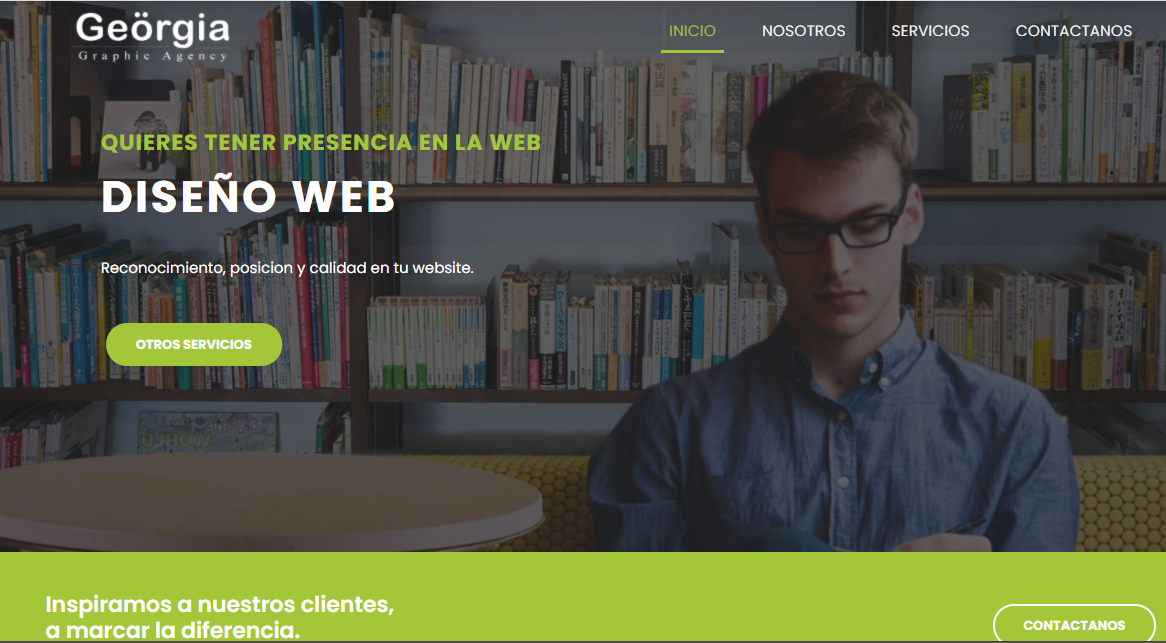 Geörgia
Graphic Agency
INICIO NOSOTROS SERVICIOS CONTACTANOS
QUIERES TENER PRESENCIA EN LA WEB
DISEÑO WEB
Reconocimiento, posicion y calidad en tu website.
OTROS SERVICIOS
Inspiramos a nuestros clientes,
a marcar la diferencia.
CONTACTANOS